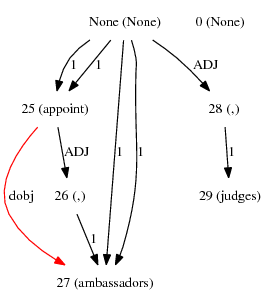 None (None)
0 (None)
1
1
ADJ
25 (appoint)
28 (,)
ADJ
1
1
1
dobj
26 (,)
29 (judges)
1
27 (ambassadors)